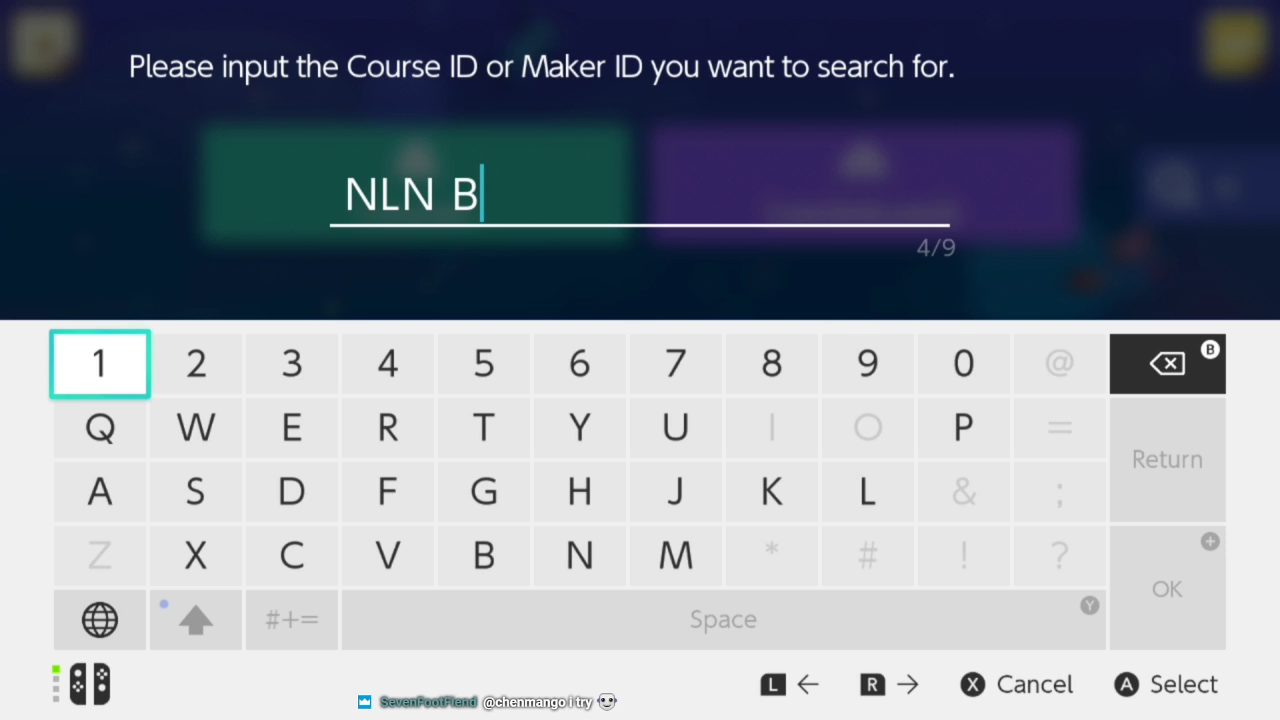 Please input the Course ID or Maker ID you want to search for.
NLN B
4/9
1 2 3 4 5 6 7 8 9 0 @ B
Q W E R T Y U I O P = Return
A S D F G H J K L & ;
Z X C V B N M * # ! ? + OK
#+= Space Y
L ← R → X Cancel A Select
SevenFootFiend @chenmango i try